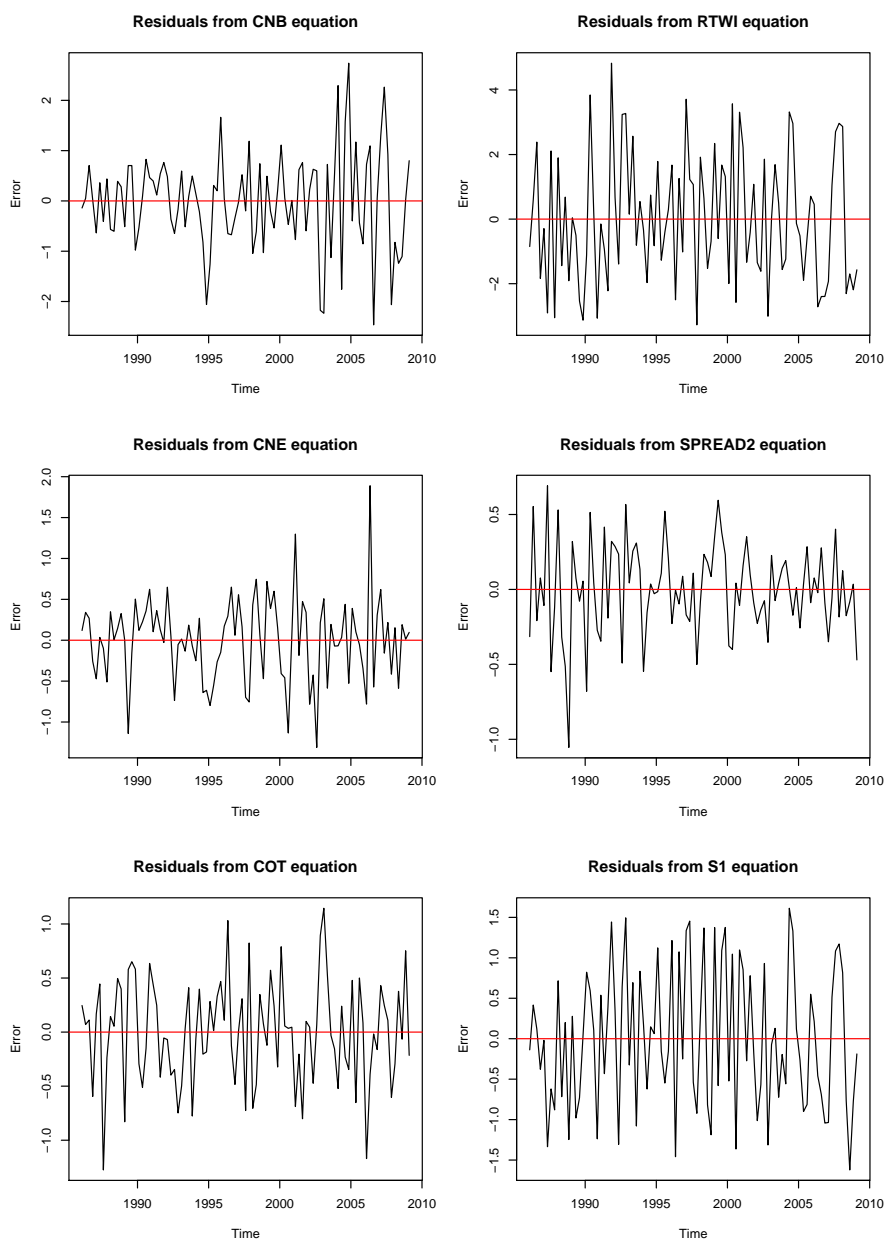 Residuals from CNB equation
Error
2
1
0
−1
−2
1990 1995 2000 2005 2010
Time
Residuals from RTWI equation
Error
4
2
0
−2
1990 1995 2000 2005 2010
Time
Residuals from CNE equation
Error
2.0
1.5
1.0
0.5
0.0
−0.5
−1.0
1990 1995 2000 2005 2010
Time
Residuals from SPREAD2 equation
Error
0.5
0.0
−0.5
−1.0
1990 1995 2000 2005 2010
Time
Residuals from COT equation
Error
1.0
0.5
0.0
−0.5
−1.0
1990 1995 2000 2005 2010
Time
Residuals from S1 equation
Error
1.5
1.0
0.5
0.0
−0.5
−1.0
−1.5
1990 1995 2000 2005 2010
Time